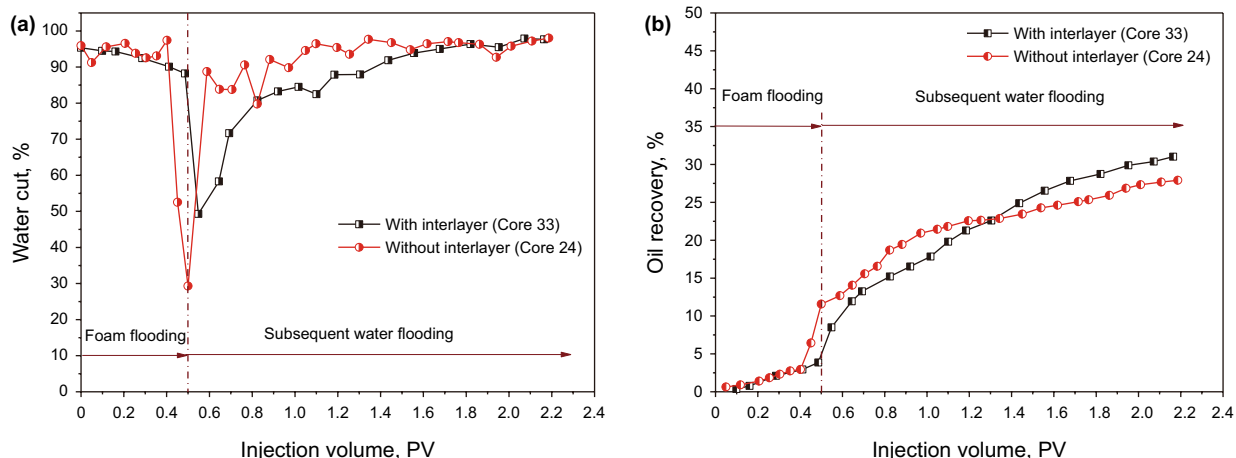 (a)
100
90
80
70
60
50
40
30
20
10
0
Water cut, %
With interlayer (Core 33)
Without interlayer (Core 24)
Foam flooding
Subsequent water flooding
0 0.2 0.4 0.6 0.8 1.0 1.2 1.4 1.6 1.8 2.0 2.2 2.4
Injection volume, PV
(b)
50
45
40
35
30
25
20
15
10
5
0
Oil recovery, %
With interlayer (Core 33)
Without interlayer (Core 24)
Foam flooding
Subsequent water flooding
0 0.2 0.4 0.6 0.8 1.0 1.2 1.4 1.6 1.8 2.0 2.2 2.4
Injection volume, PV